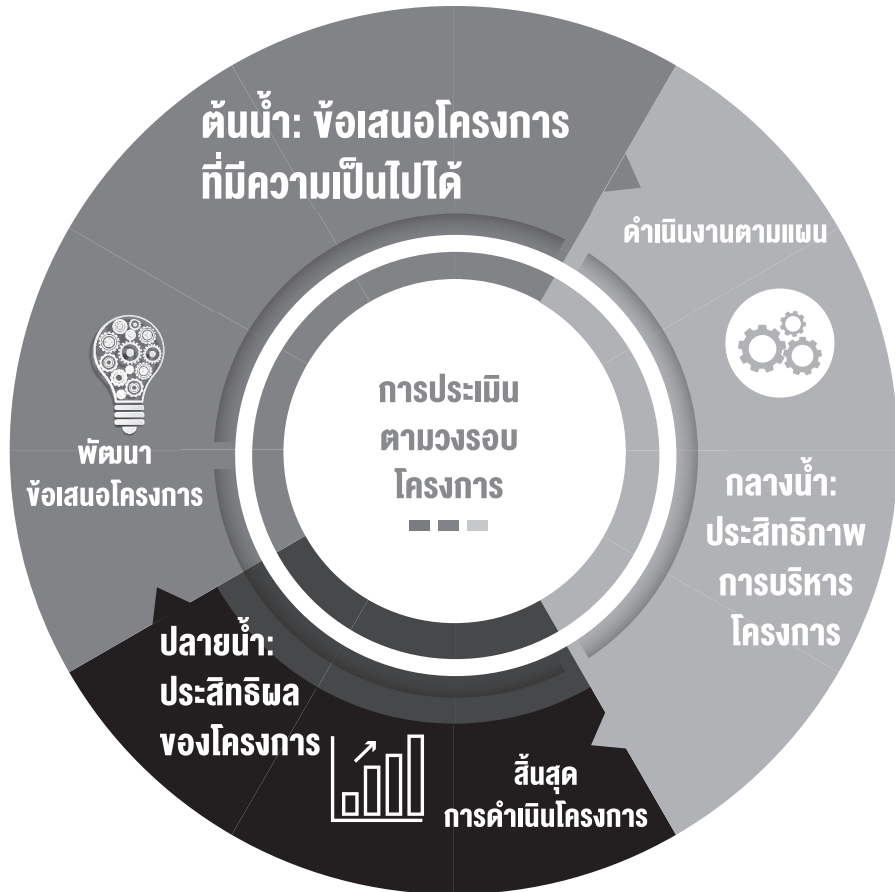 ต้นน้ำ: ข้อเสนอโครงการ
ที่มีความเป็นไปได้
ดำเนินงานตามแผน
การประเมิน
ตามวงรอบ
โครงการ
พัฒนา
ข้อเสนอโครงการ
กลางน้ำ:
ประสิทธิภาพ
การบริหาร
โครงการ
ปลายน้ำ:
ประสิทธิผล
ของโครงการ
สิ้นสุด
การดำเนินโครงการ